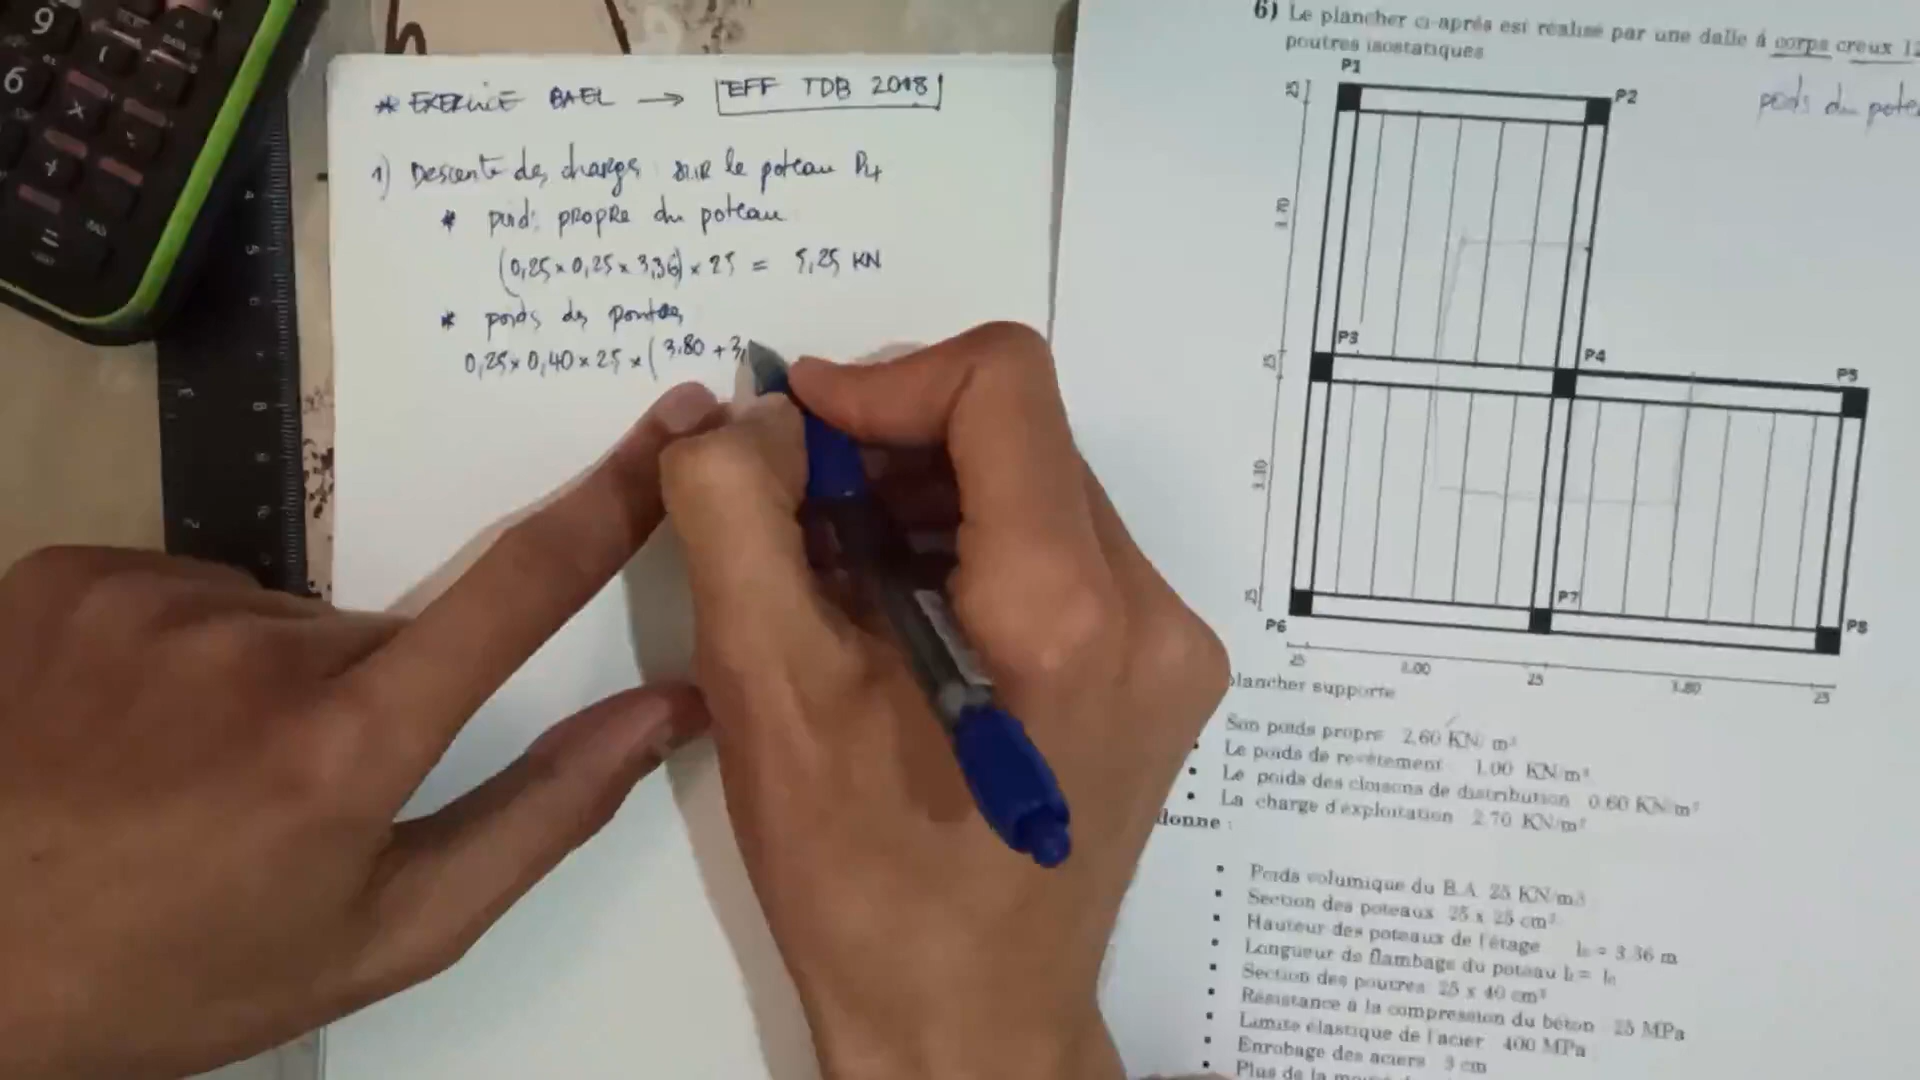 * EXERCICE BAEL → EFF TDB 2018
1) Descente des charges sur le poteau P4
* poids propre du poteau
(0,25 × 0,25 × 3,36) × 25 = 5,25 KN
* poids des poutres
0,25 × 0,40 × 25 × ( 3.80 + 3,
6) Le plancher ci-après est réalisé par une dalle à corps creux 12
poutres isostatiques
poids du pote
P1
P2
25
3.70
P3
P4
P5
25
3.10
25
P6
P7
P8
25
25
3.80
25
plancher supporte
Son poids propre 2.60 KN/m²
• Le poids de revêtement : 1.00 KN/m²
• Le poids des cloisons de distribution 0.60 KN/m²
• La charge d'exploitation 2.70 KN/m²
donne :
▪ Poids volumique du B.A 25 KN/m3
▪ Section des poteaux 25 x 25 cm²
▪ Hauteur des poteaux de l'étage l₀ = 3.36 m
▪ Longueur de flambage du poteau lf = l₀
▪ Section des poutres 25 x 40 cm²
▪ Résistance à la compression du béton 25 MPa
▪ Limite élastique de l'acier 400 MPa
▪ Enrobage des aciers 3 cm
▪ Plus de la
9
6
(
×
÷
=